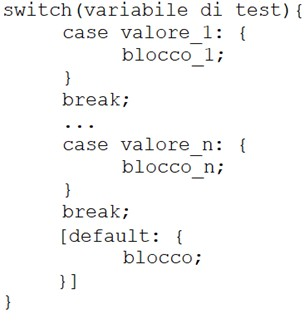 switch(variabile di test){
case valore_1: {
blocco_1;
}
break;
...
case valore_n: {
blocco_n;
}
break;
[default: {
blocco;
}]
}